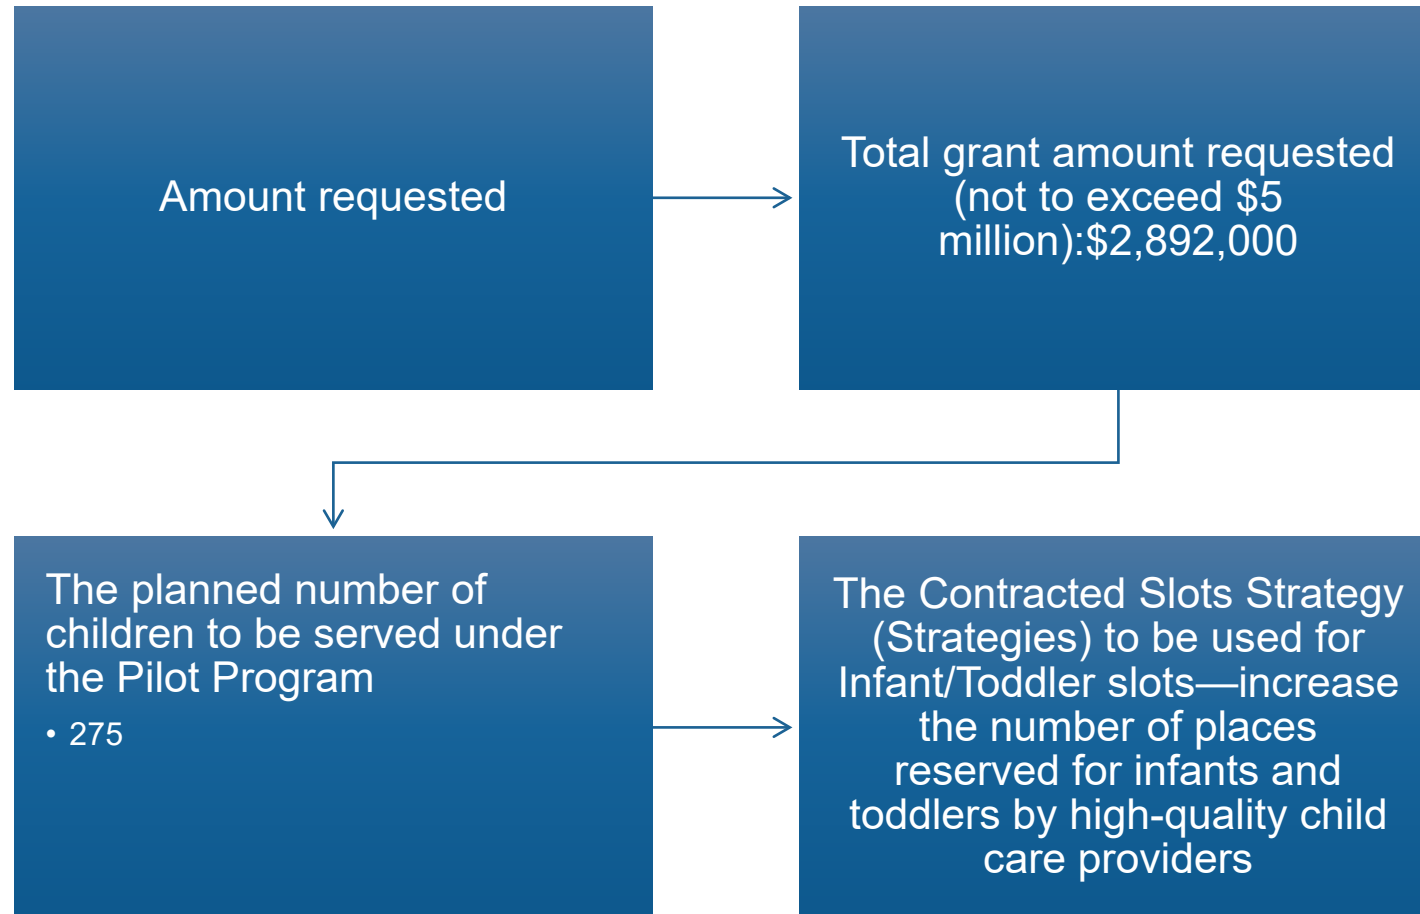 Amount requested
Total grant amount requested
(not to exceed $5
million):$2,892,000
The planned number of
children to be served under
the Pilot Program
• 275
The Contracted Slots Strategy
(Strategies) to be used for
Infant/Toddler slots—increase
the number of places
reserved for infants and
toddlers by high-quality child
care providers